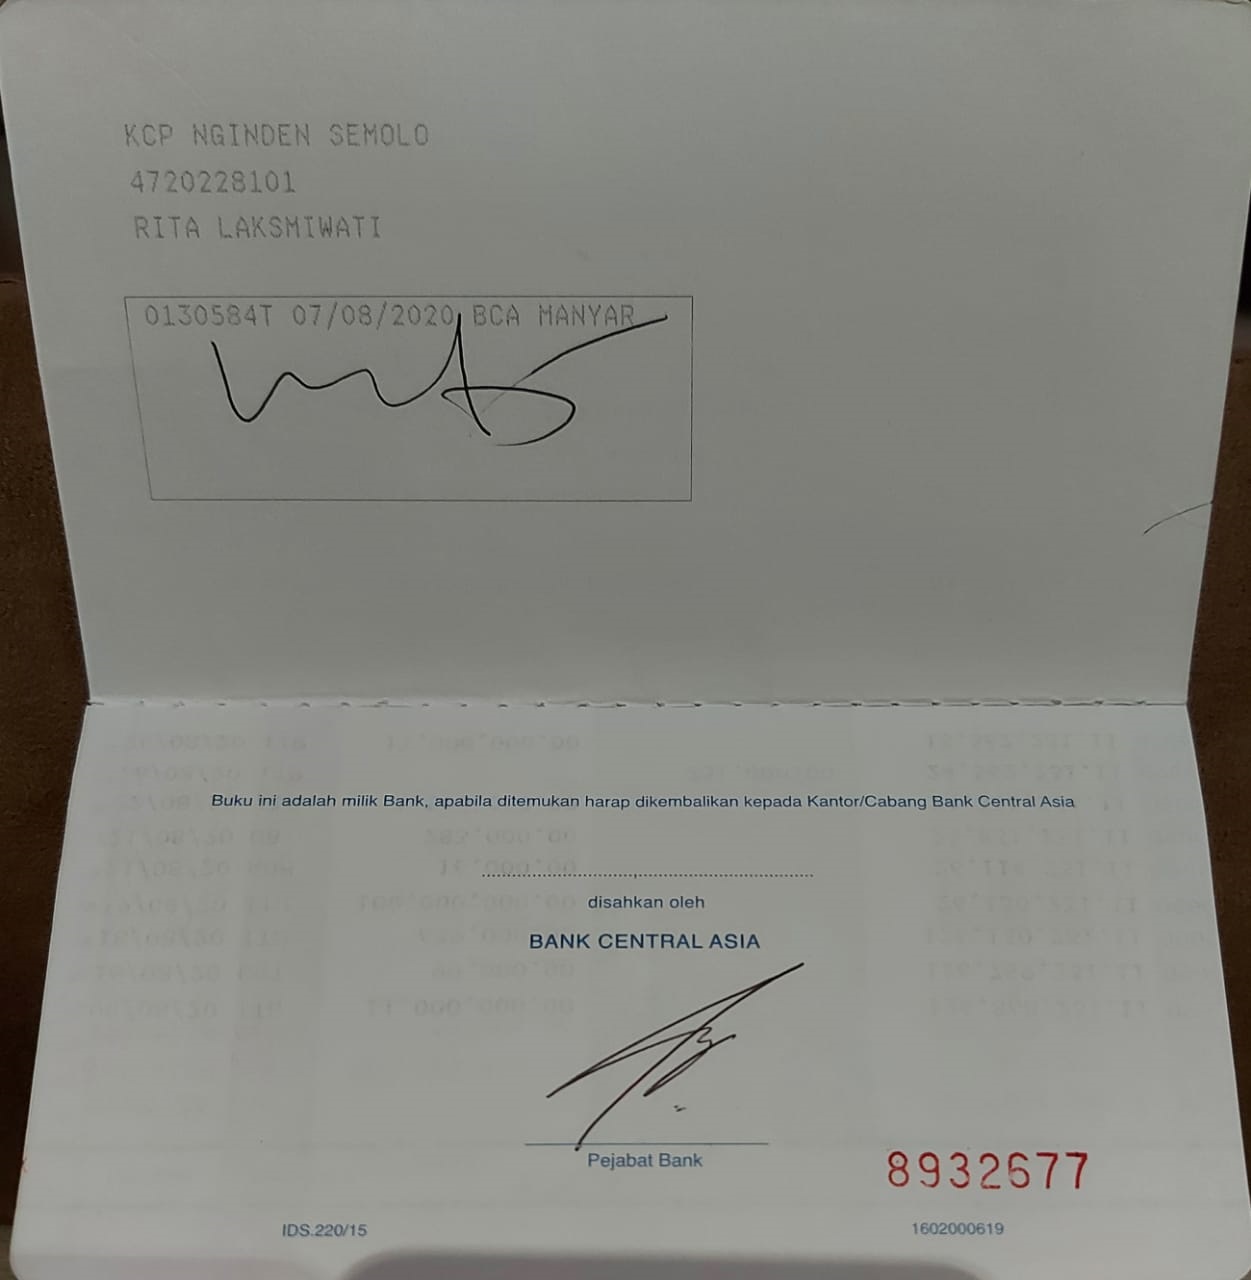 KCP NGINDEN SEMOLO
4720228101
RITA LAKSMIWATI
0130584T 07/08/2020 BCA MANYAR
Buku ini adalah milik Bank, apabila ditemukan harap dikembalikan kepada Kantor/Cabang Bank Central Asia
disahkan oleh
BANK CENTRAL ASIA
Pejabat Bank
8932677
IDS.220/15
1602000619